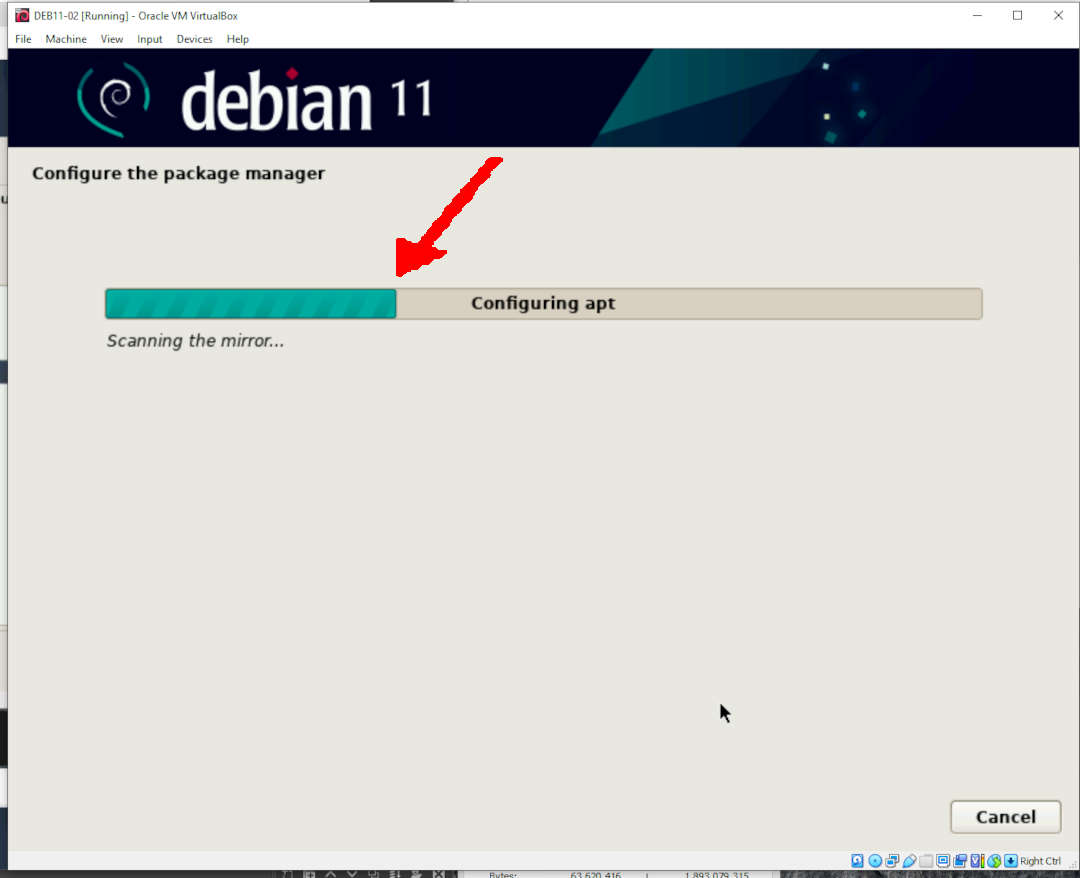 DEB11-02 [Running] - Oracle VM VirtualBox
File Machine View Input Devices Help
debian 11
Configure the package manager
Configuring apt
Scanning the mirror...
Cancel
Right Ctrl
Bytes: 63,620,416 1,893,079,315